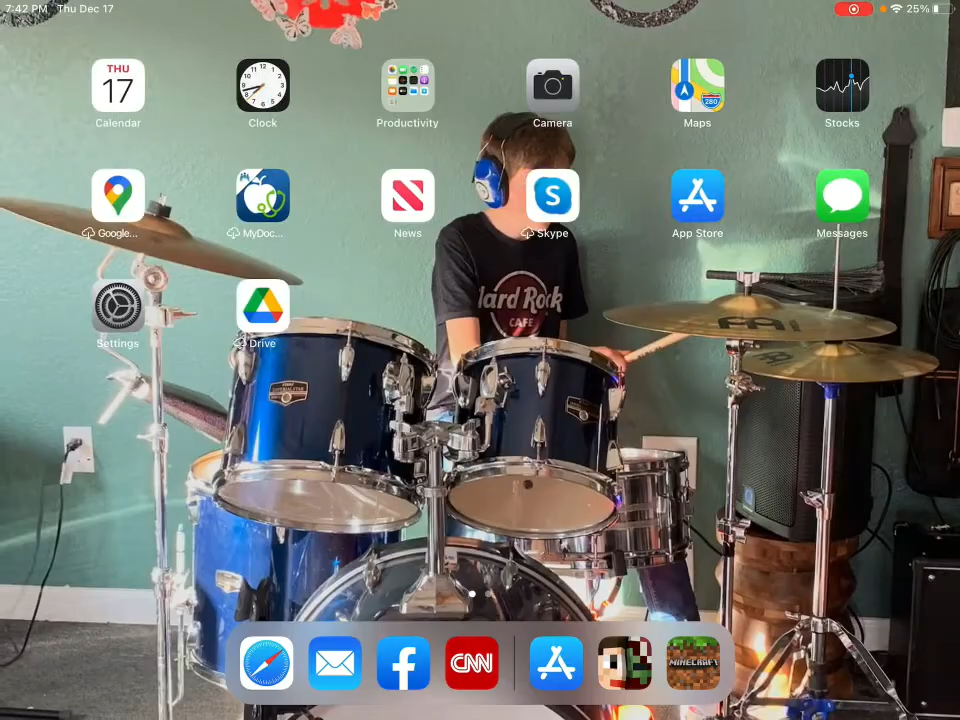 7:42 PM Thu Dec 17
25%
THU
17
Calendar
Clock
Productivity
Camera
280
Maps
Stocks
Google...
MyDoc...
News
S
Skype
App Store
Messages
Settings
Drive
Hard Rock
CAFE
CNN
MINECRAFT